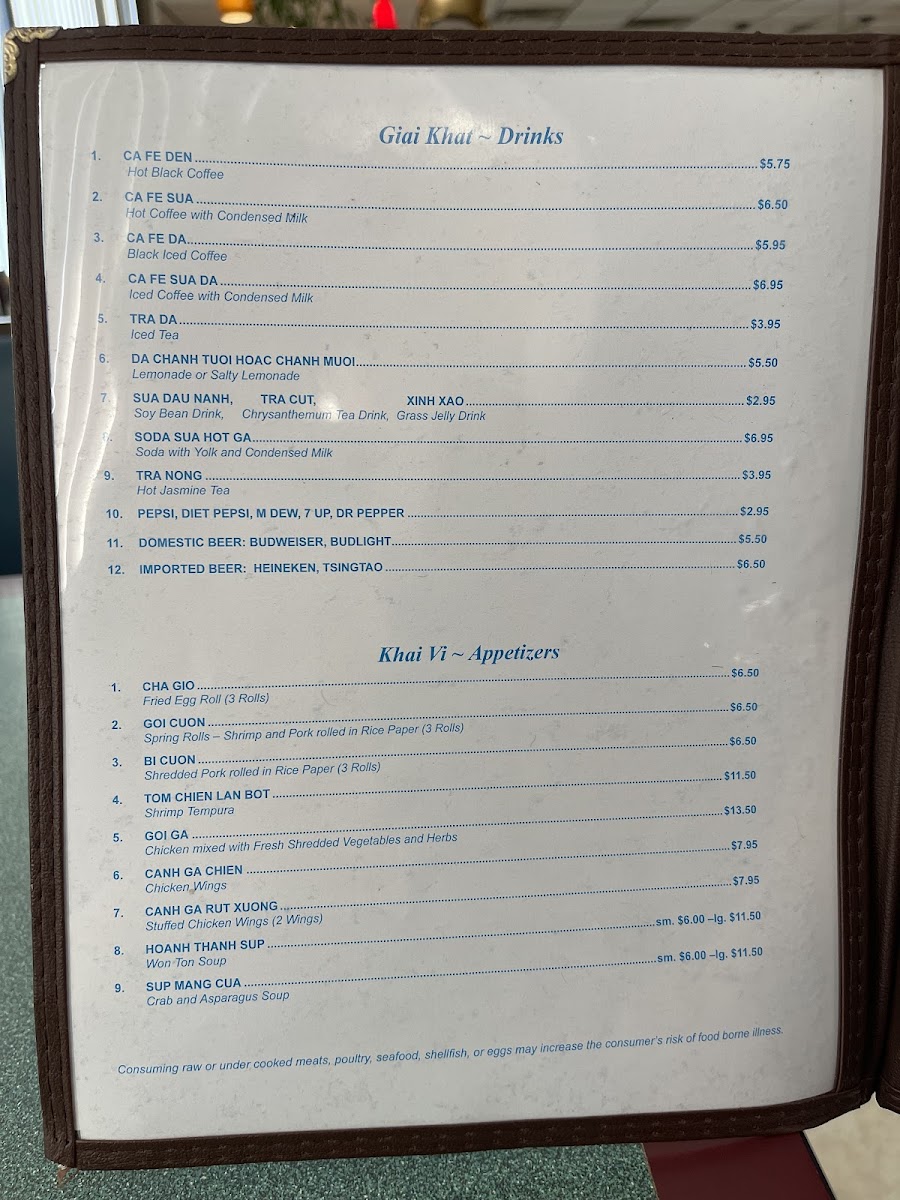 Giai Khat ~ Drinks
1. CA FE DEN $5.75
Hot Black Coffee
2. CA FE SUA $6.50
Hot Coffee with Condensed Milk
3. CA FE DA $5.95
Black Iced Coffee
4. CA FE SUA DA $6.95
Iced Coffee with Condensed Milk
5. TRA DA $3.95
Iced Tea
6. DA CHANH TUOI HOAC CHANH MUOI $5.50
Lemonade or Salty Lemonade
7. SUA DAU NANH, TRA CUT, XINH XAO $2.95
Soy Bean Drink, Chrysanthemum Tea Drink, Grass Jelly Drink
8. SODA SUA HOT GA $6.95
Soda with Yolk and Condensed Milk
9. TRA NONG $3.95
Hot Jasmine Tea
10. PEPSI, DIET PEPSI, M DEW, 7 UP, DR PEPPER $2.95
11. DOMESTIC BEER: BUDWEISER, BUDLIGHT $5.50
12. IMPORTED BEER: HEINEKEN, TSINGTAO $6.50
Khai Vi ~ Appetizers
1. CHA GIO $6.50
Fried Egg Roll (3 Rolls)
2. GOI CUON $6.50
Spring Rolls – Shrimp and Pork rolled in Rice Paper (3 Rolls)
3. BI CUON $6.50
Shredded Pork rolled in Rice Paper (3 Rolls)
4. TOM CHIEN LAN BOT $11.50
Shrimp Tempura
5. GOI GA $13.50
Chicken mixed with Fresh Shredded Vegetables and Herbs
6. CANH GA CHIEN $7.95
Chicken Wings
7. CANH GA RUT XUONG $7.95
Stuffed Chicken Wings (2 Wings)
8. HOANH THANH SUP sm. $6.00 –lg. $11.50
Won Ton Soup
9. SUP MANG CUA sm. $6.00 –lg. $11.50
Crab and Asparagus Soup
Consuming raw or under cooked meats, poultry, seafood, shellfish, or eggs may increase the consumer's risk of food borne illness.